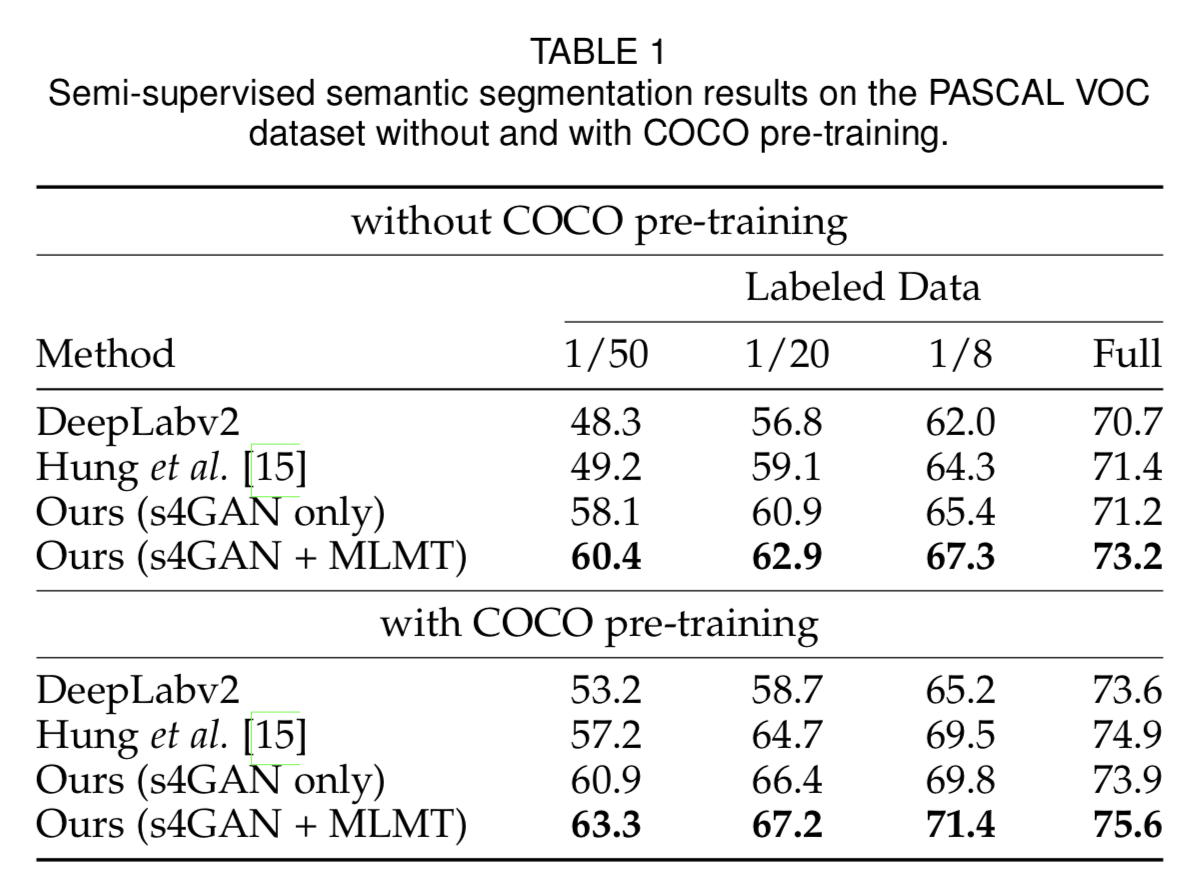 TABLE 1
Semi-supervised semantic segmentation results on the PASCAL VOC
dataset without and with COCO pre-training.
without COCO pre-training
Labeled Data
Method 1/50 1/20 1/8 Full
DeepLabv2 48.3 56.8 62.0 70.7
Hung et al. [15] 49.2 59.1 64.3 71.4
Ours (s4GAN only) 58.1 60.9 65.4 71.2
Ours (s4GAN + MLMT) 60.4 62.9 67.3 73.2
with COCO pre-training
DeepLabv2 53.2 58.7 65.2 73.6
Hung et al. [15] 57.2 64.7 69.5 74.9
Ours (s4GAN only) 60.9 66.4 69.8 73.9
Ours (s4GAN + MLMT) 63.3 67.2 71.4 75.6